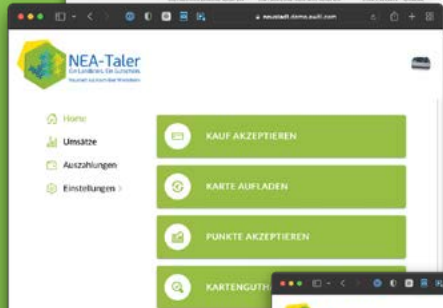 neustadt.demo.zuili.com
NEA-Taler
Ein Landkreis. Ein Gutschein.
Home
Umsätze
Auszahlungen
Einstellungen >
KAUF AKZEPTIEREN
KARTE AUFLADEN
PUNKTE AKZEPTIEREN
KARTENGUTH